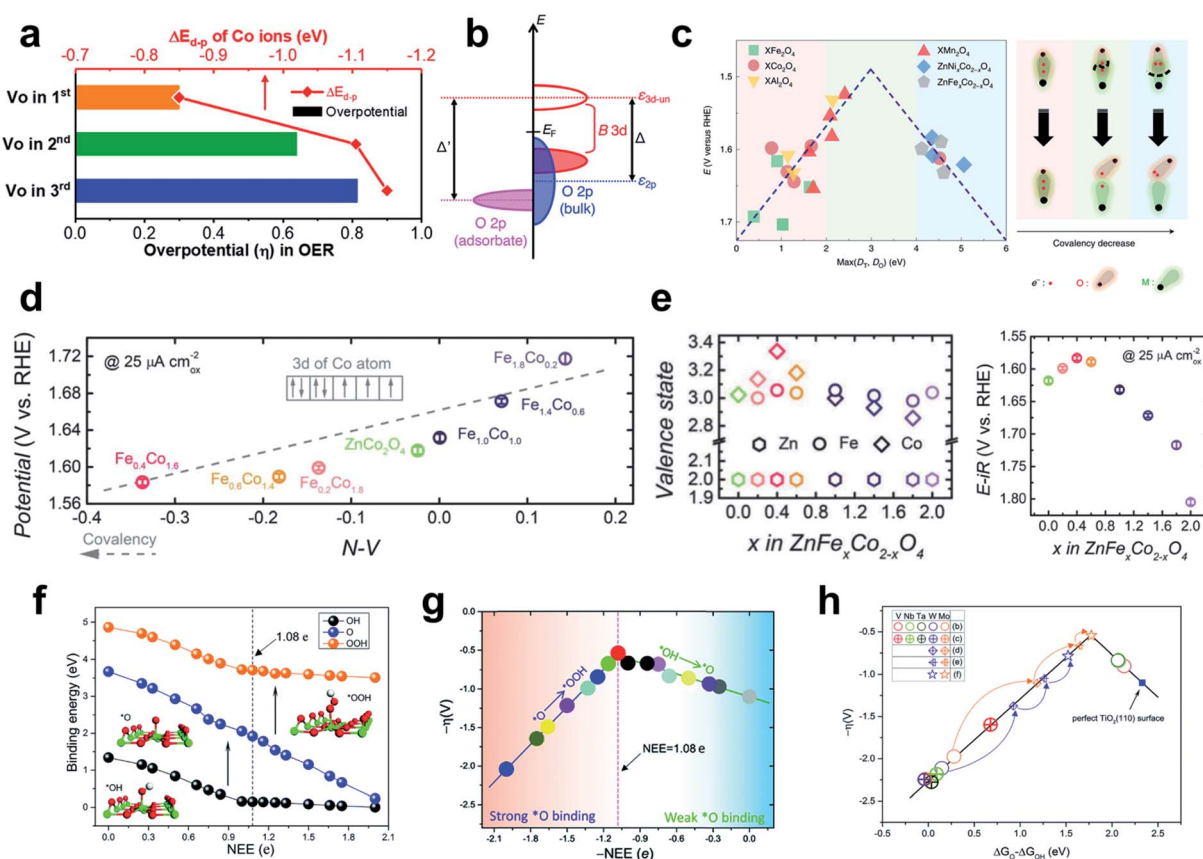 a
ΔE_d-p of Co ions (eV)
-0.7 -0.8 -0.9 -1.0 -1.1 -1.2
Vo in 1st
Vo in 2nd
Vo in 3rd
ΔE_d-p
Overpotential
0.0 0.2 0.4 0.6 0.8 1.0
Overpotential (η) in OER
b
E
ε3d-un
E_F
B 3d
Δ'
Δ
ε2p
O 2p
(bulk)
O 2p
(adsorbate)
c
XFe2O4
XCo2O4
XAl2O4
XMn2O4
ZnNixCo2−xO4
ZnFexCo2−xO4
E (V versus RHE)
1.5
1.6
1.7
0 1 2 3 4 5 6
Max(D_T, D_O) (eV)
Covalency decrease
e⁻ : O : M :
d
Potential (V vs. RHE)
1.72
1.68
1.64
1.60
1.56
@ 25 μA cm-2ox
3d of Co atom
Fe1.8Co0.2
Fe1.4Co0.6
Fe1.0Co1.0
ZnCo2O4
Fe0.4Co1.6
Fe0.6Co1.4
Fe0.2Co1.8
-0.4 -0.3 -0.2 -0.1 0.0 0.1 0.2
Covalency
N-V
e
Valence state
3.4
3.2
3.0
2.8
2.0
1.9
Zn Fe Co
0.0 0.4 0.8 1.2 1.6 2.0
x in ZnFexCo2-xO4
E-iR (V vs. RHE)
1.55
1.60
1.65
1.70
1.75
1.80
@ 25 μA cm-2ox
0.0 0.4 0.8 1.2 1.6 2.0
x in ZnFexCo2-xO4
f
Binding energy (eV)
6
5
4
3
2
1
0
OH
O
OOH
1.08 e
*O
*OOH
*OH
0.0 0.3 0.6 0.9 1.2 1.5 1.8 2.1
NEE (e)
g
−η(V)
0.0
-0.5
-1.0
-1.5
-2.0
-2.5
*O → *OOH
*OH → *O
NEE=1.08 e
Strong *O binding
Weak *O binding
-2.1 -1.8 -1.5 -1.2 -0.9 -0.6 -0.3 0.0
−NEE (e)
h
−η(V)
0.0
-0.5
-1.0
-1.5
-2.0
-2.5
V Nb Ta W Mo
(b)
(c)
(d)
(e)
(f)
perfect TiO2(110) surface
-0.5 0.0 0.5 1.0 1.5 2.0 2.5
ΔG_O-ΔG_OH (eV)